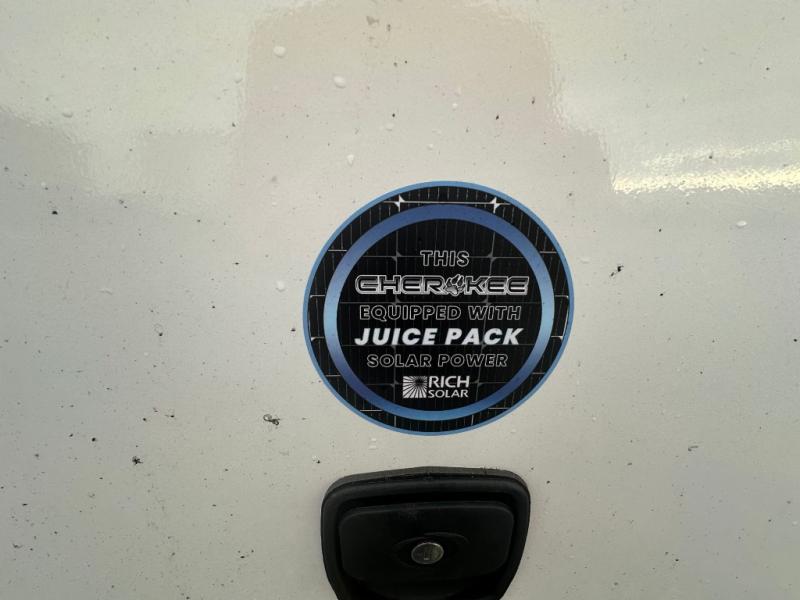 THIS
CHEROKEE
EQUIPPED WITH
JUICE PACK
SOLAR POWER
RICH
SOLAR